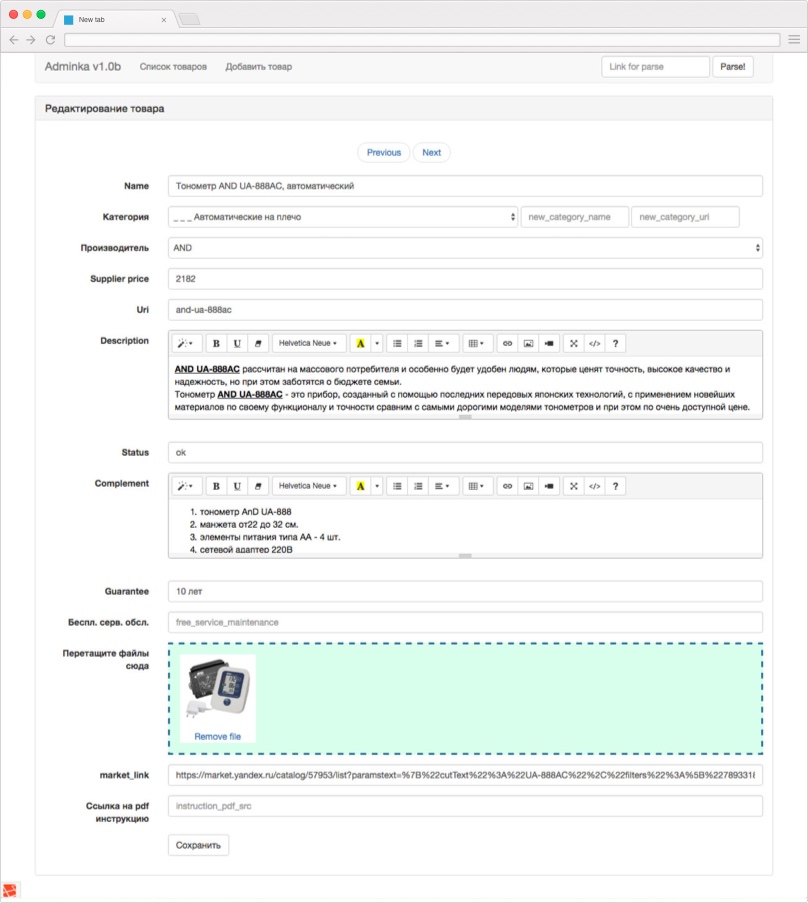 New tab
Adminka v1.0b Список товаров Добавить товар Link for parse Parse!
Редактирование товара
Previous Next
Name Тонометр AND UA-888AC, автоматический
Категория _ _ _ Автоматические на плечо new_category_name new_category_uri
Производитель AND
Supplier price 2182
Uri and-ua-888ac
Description B U Helvetica Neue A </> ?
AND UA-888AC рассчитан на массового потребителя и особенно будет удобен людям, которые ценят точность, высокое качество и
надежность, но при этом заботятся о бюджете семьи.
Тонометр AND UA-888AC - это прибор, созданный с помощью последних передовых японских технологий, с применением новейших
материалов по своему функционалу и точности сравним с самыми дорогими моделями тонометров и при этом по очень доступной цене.
Status ok
Complement B U Helvetica Neue A </> ?
1. тонометр AnD UA-888
2. манжета от22 до 32 см.
3. элементы питания типа АА - 4 шт.
4. сетевой адаптер 220В
Guarantee 10 лет
Беспл. серв. обсл. free_service_maintenance
Перетащите файлы
сюда
Remove file
market_link https://market.yandex.ru/catalog/57953/list?paramstext=%7B%22cutText%22%3A%22UA-888AC%22%2C%22filters%22%3A%5B%22789331
Ссылка на pdf instruction_pdf_src
инструкцию
Сохранить